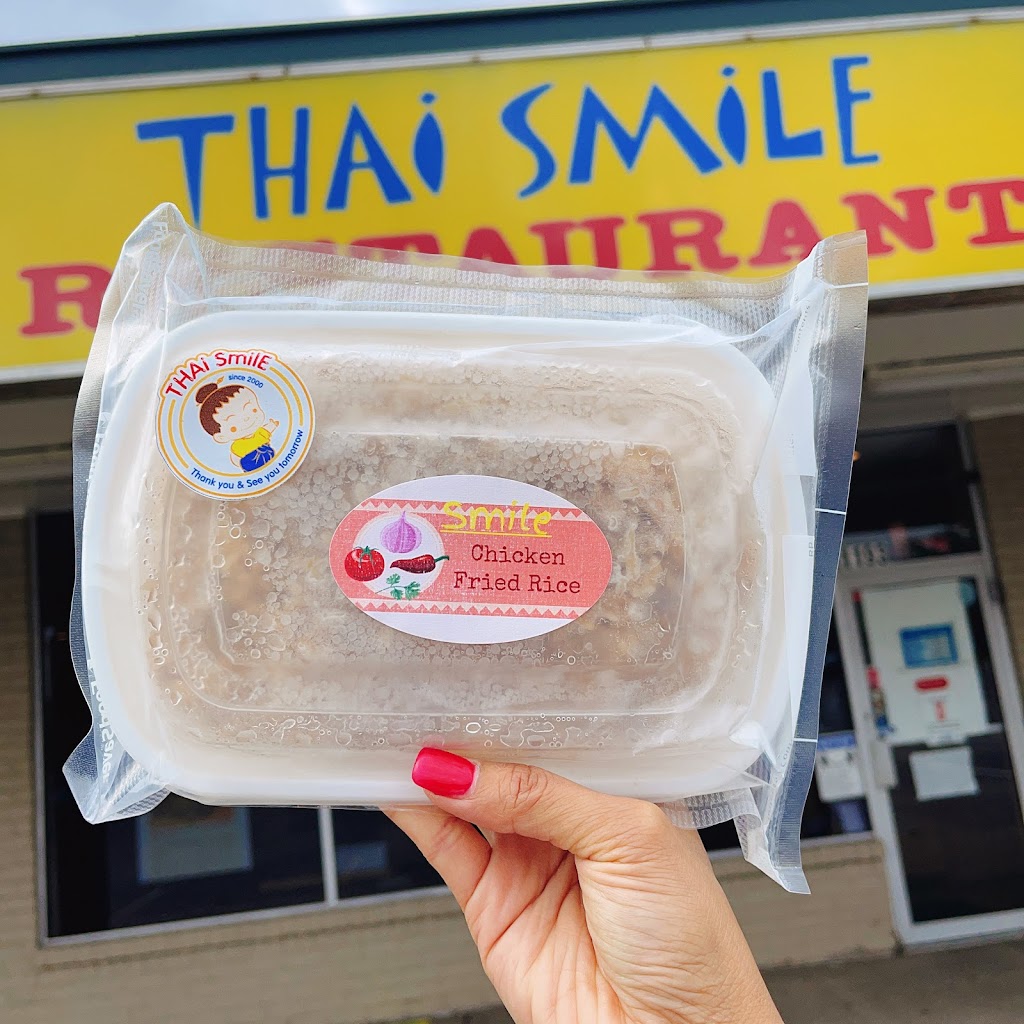 THAi SMiLE
RESTAURANT
THAi SmilE
since 2000
Thank you & See you tomorrow
Smile
Chicken
Fried Rice